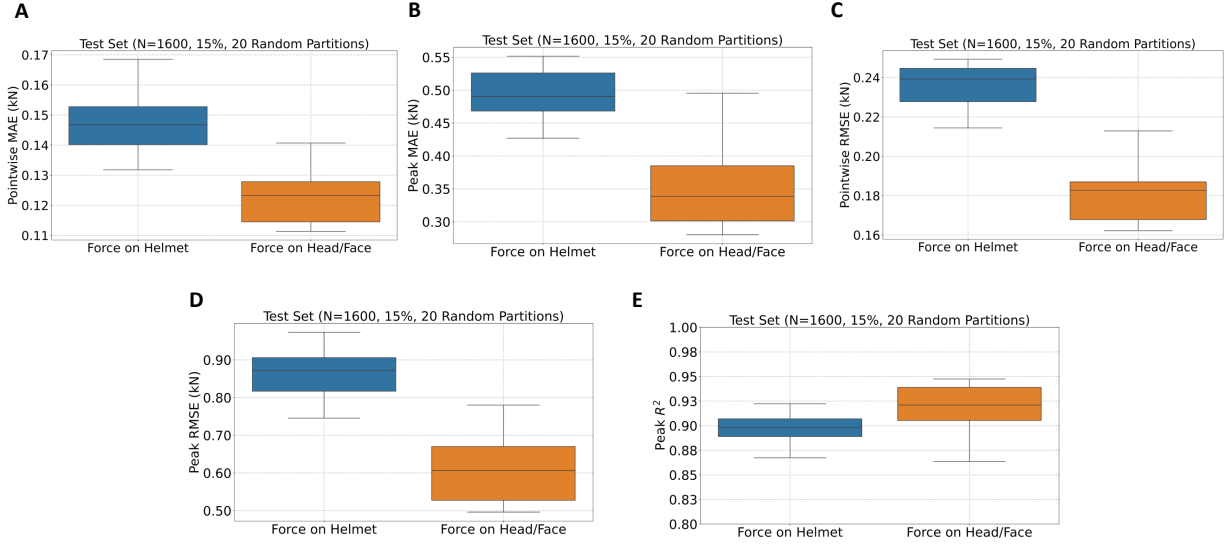 A
Test Set (N=1600, 15%, 20 Random Partitions)
Pointwise MAE (kN)
0.17
0.16
0.15
0.14
0.13
0.12
0.11
Force on Helmet
Force on Head/Face
B
Test Set (N=1600, 15%, 20 Random Partitions)
Peak MAE (kN)
0.55
0.50
0.45
0.40
0.35
0.30
Force on Helmet
Force on Head/Face
C
Test Set (N=1600, 15%, 20 Random Partitions)
Pointwise RMSE (kN)
0.24
0.22
0.20
0.18
0.16
Force on Helmet
Force on Head/Face
D
Test Set (N=1600, 15%, 20 Random Partitions)
Peak RMSE (kN)
0.90
0.80
0.70
0.60
0.50
Force on Helmet
Force on Head/Face
E
Test Set (N=1600, 15%, 20 Random Partitions)
Peak R²
1.00
0.98
0.95
0.93
0.90
0.88
0.85
0.83
0.80
Force on Helmet
Force on Head/Face